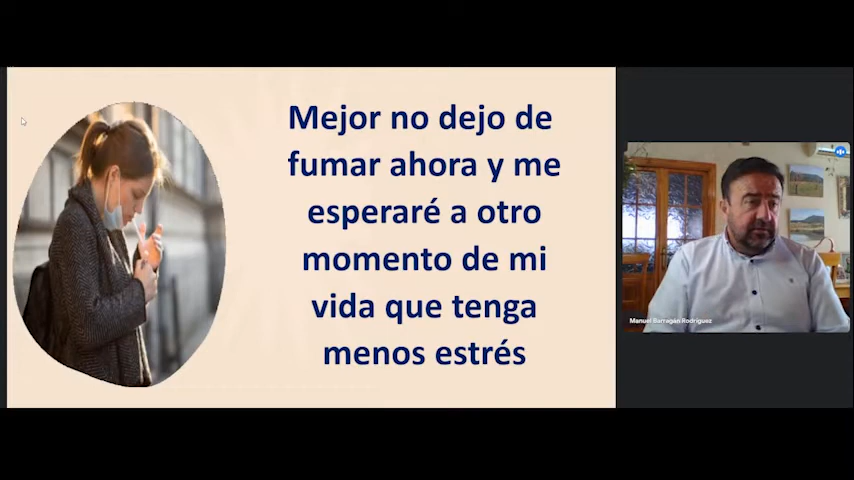 Mejor no dejo de
fumar ahora y me
esperaré a otro
momento de mi
vida que tenga
menos estrés
Manuel Barragán Rodríguez